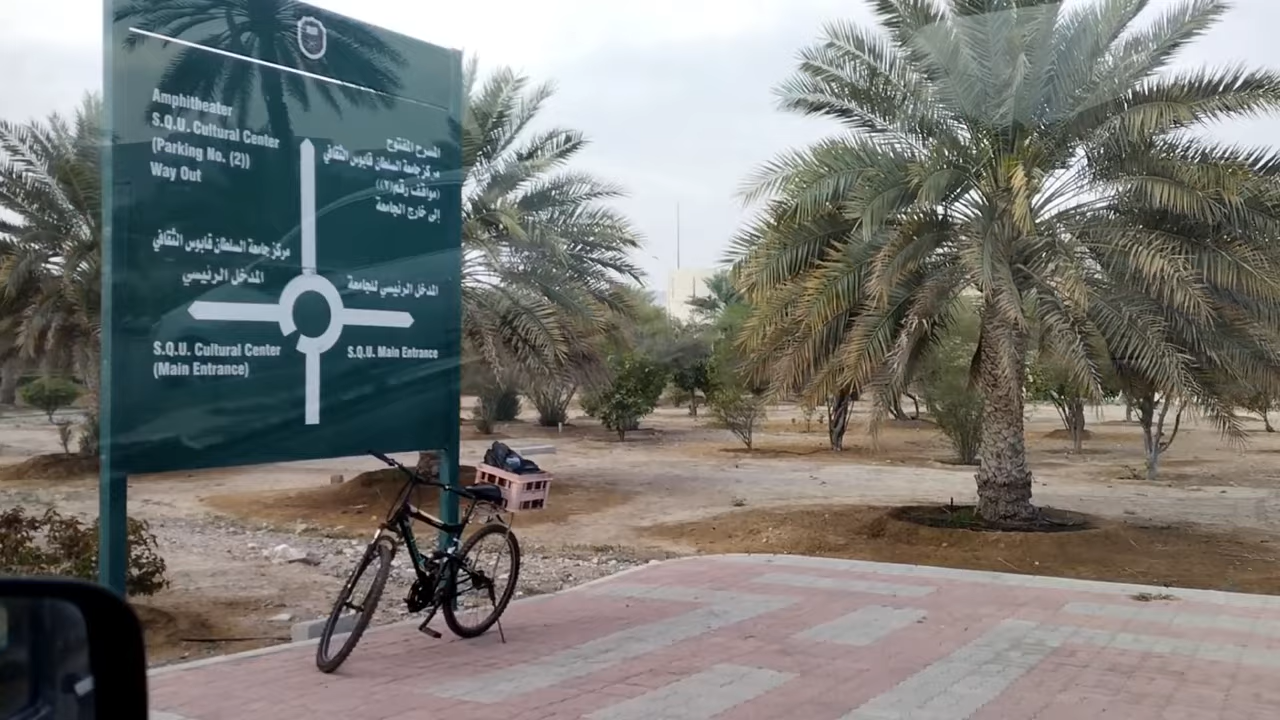 Amphitheater
S.Q.U. Cultural Center
(Parking No. (2))
Way Out
المسرح المفتوح
مركز جامعة السلطان قابوس الثقافي
(مواقف رقم(٢))
إلى خارج الجامعة
مركز جامعة السلطان قابوس الثقافي
المدخل الرئيسي
S.Q.U. Cultural Center
(Main Entrance)
المدخل الرئيسي للجامعة
S.Q.U. Main Entrance